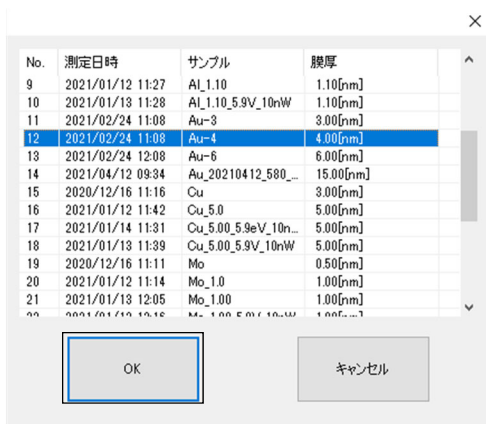 No. 測定日時 サンプル 膜厚
9 2021/01/12 11:27 Al_1.10 1.10[nm]
10 2021/01/13 11:28 Al_1.10_5.9V_10nW 1.10[nm]
11 2021/02/24 11:08 Au-3 3.00[nm]
12 2021/02/24 11:08 Au-4 4.00[nm]
13 2021/02/24 12:08 Au-6 6.00[nm]
14 2021/04/12 09:34 Au_20210412_580_... 15.00[nm]
15 2020/12/16 11:16 Cu 3.00[nm]
16 2021/01/12 11:42 Cu_5.0 5.00[nm]
17 2021/01/14 11:31 Cu_5.00_5.9eV_10n... 5.00[nm]
18 2021/01/13 11:39 Cu_5.00_5.9V_10nW 5.00[nm]
19 2020/12/16 11:11 Mo 0.50[nm]
20 2021/01/12 11:14 Mo_1.0 1.00[nm]
21 2021/01/13 12:05 Mo_1.00 1.00[nm]
OK キャンセル